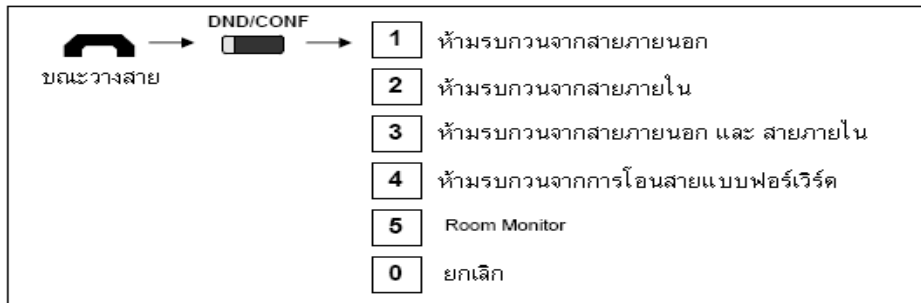 DND/CONF
1 ห้ามรบกวนจากสายภายนอก
ขณะวางสาย
2 ห้ามรบกวนจากสายภายใน
3 ห้ามรบกวนจากสายภายนอก และ สายภายใน
4 ห้ามรบกวนจากการโอนสายแบบฟอร์เวิร์ด
5 Room Monitor
0 ยกเลิก